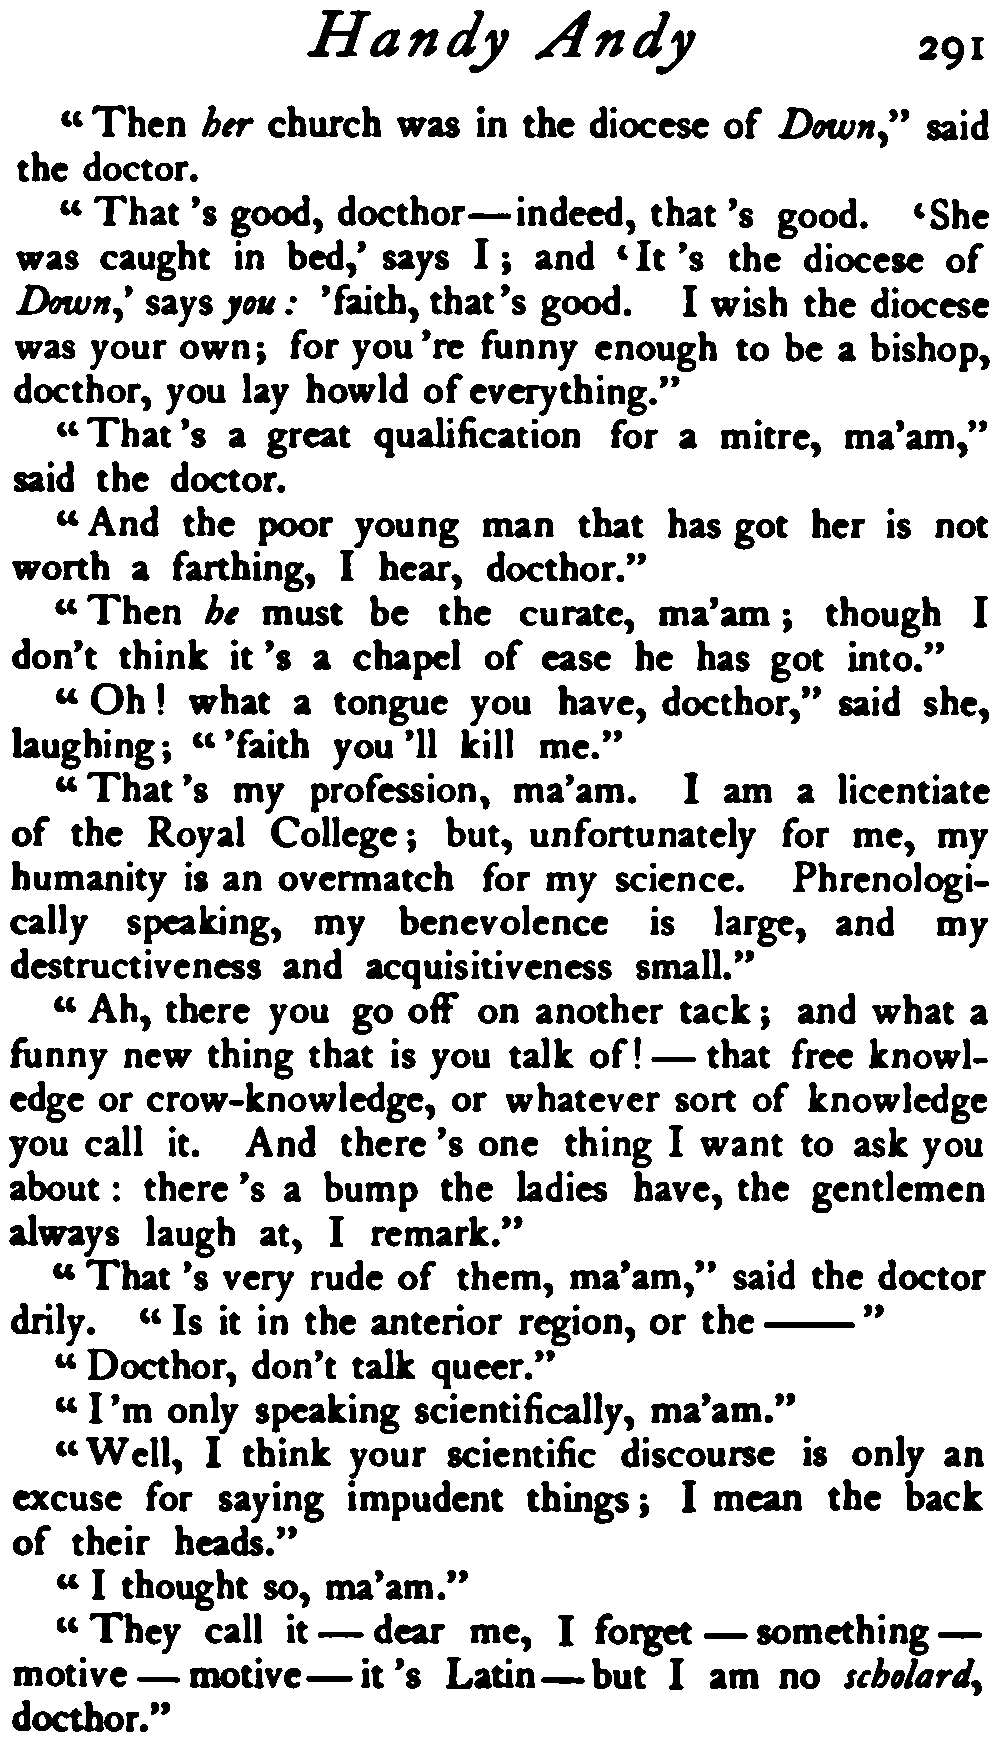 Handy Andy 291
“ Then her church was in the diocese of Down,” said
the doctor.
“ That 's good, docthor—indeed, that 's good. ‘She
was caught in bed,’ says I ; and ‘It 's the diocese of
Down,’ says you : ’faith, that 's good. I wish the diocese
was your own; for you 're funny enough to be a bishop,
docthor, you lay howld of everything.”
“ That 's a great qualification for a mitre, ma'am,”
said the doctor.
“ And the poor young man that has got her is not
worth a farthing, I hear, docthor.”
“ Then he must be the curate, ma'am ; though I
don't think it 's a chapel of ease he has got into.”
“ Oh ! what a tongue you have, docthor,” said she,
laughing ; “ ’faith you 'll kill me.”
“ That 's my profession, ma'am. I am a licentiate
of the Royal College ; but, unfortunately for me, my
humanity is an overmatch for my science. Phrenologi-
cally speaking, my benevolence is large, and my
destructiveness and acquisitiveness small.”
“ Ah, there you go off on another tack ; and what a
funny new thing that is you talk of ! — that free knowl-
edge or crow-knowledge, or whatever sort of knowledge
you call it. And there 's one thing I want to ask you
about : there 's a bump the ladies have, the gentlemen
always laugh at, I remark.”
“ That 's very rude of them, ma'am,” said the doctor
drily. “ Is it in the anterior region, or the ——”
“ Docthor, don't talk queer.”
“ I 'm only speaking scientifically, ma'am.”
“ Well, I think your scientific discourse is only an
excuse for saying impudent things ; I mean the back
of their heads.”
“ I thought so, ma'am.”
“ They call it — dear me, I forget — something —
motive — motive — it 's Latin — but I am no scholard,
docthor.”